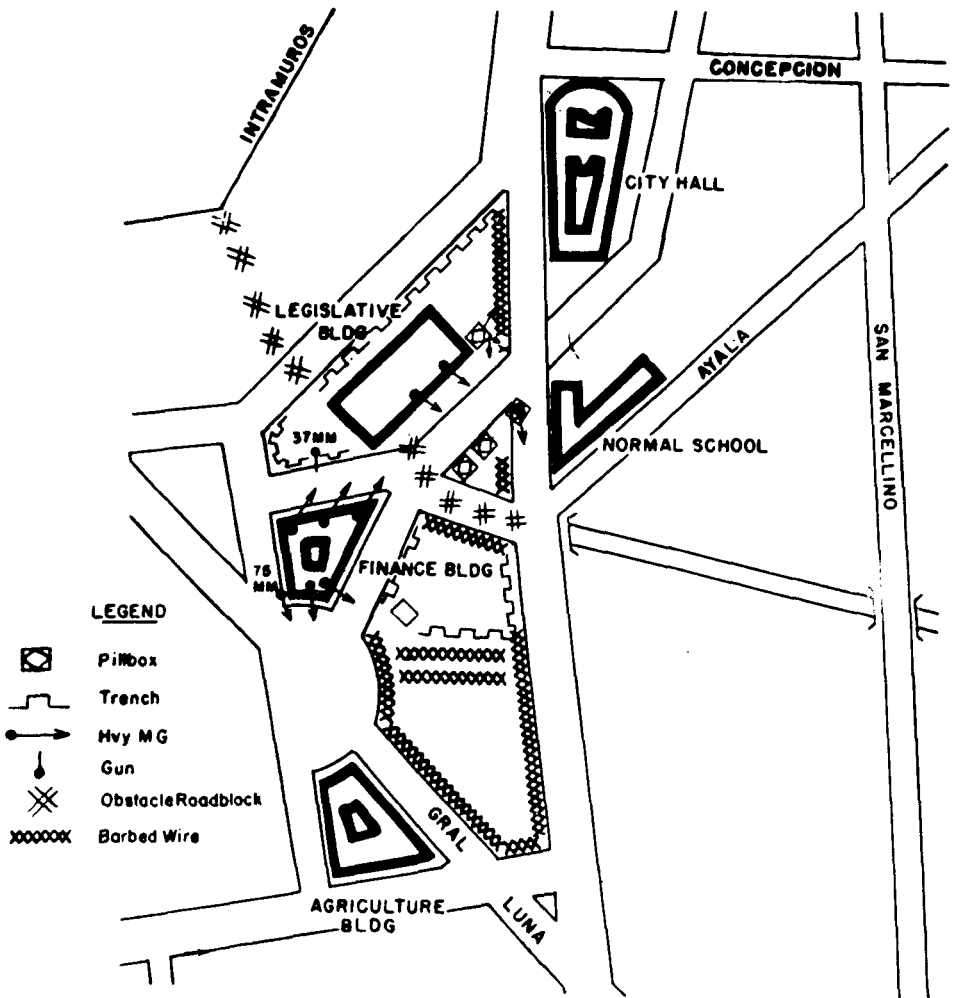 INTRAMUROS
CONCEPCION
CITY HALL
LEGISLATIVE
BLDG
AYALA
SAN MARCELLINO
37MM
NORMAL SCHOOL
FINANCE BLDG
75
MM
LEGEND
Pillbox
Trench
Hvy MG
Gun
Obstacle Roadblock
Barbed Wire
GRAL
LUNA
AGRICULTURE
BLDG